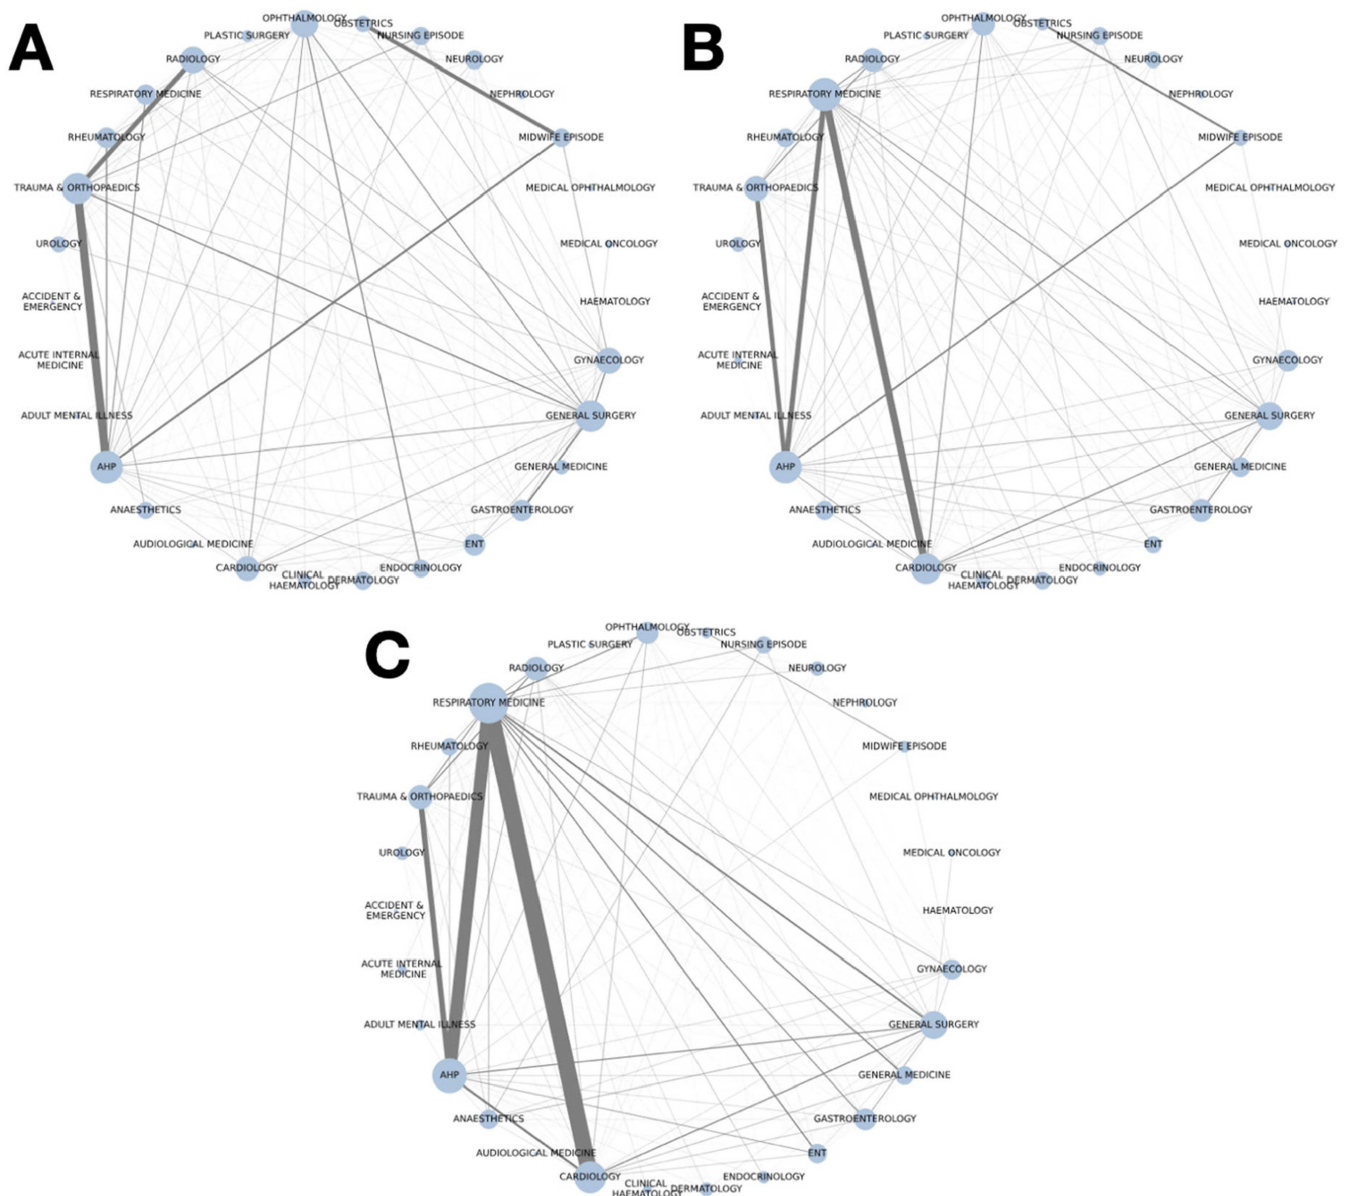 A
OPHTHALMOLOGY
OBSTETRICS
PLASTIC SURGERY
NURSING EPISODE
RADIOLOGY
NEUROLOGY
RESPIRATORY MEDICINE
NEPHROLOGY
RHEUMATOLOGY
MIDWIFE EPISODE
TRAUMA & ORTHOPAEDICS
MEDICAL OPHTHALMOLOGY
UROLOGY
MEDICAL ONCOLOGY
ACCIDENT &
EMERGENCY
HAEMATOLOGY
ACUTE INTERNAL
MEDICINE
GYNAECOLOGY
ADULT MENTAL ILLNESS
GENERAL SURGERY
AHP
GENERAL MEDICINE
ANAESTHETICS
GASTROENTEROLOGY
AUDIOLOGICAL MEDICINE
ENT
CARDIOLOGY
ENDOCRINOLOGY
CLINICAL
HAEMATOLOGY
DERMATOLOGY
B
OPHTHALMOLOGY
OBSTETRICS
PLASTIC SURGERY
NURSING EPISODE
RADIOLOGY
NEUROLOGY
RESPIRATORY MEDICINE
NEPHROLOGY
RHEUMATOLOGY
MIDWIFE EPISODE
TRAUMA & ORTHOPAEDICS
MEDICAL OPHTHALMOLOGY
UROLOGY
MEDICAL ONCOLOGY
ACCIDENT &
EMERGENCY
HAEMATOLOGY
ACUTE INTERNAL
MEDICINE
GYNAECOLOGY
ADULT MENTAL ILLNESS
GENERAL SURGERY
AHP
GENERAL MEDICINE
ANAESTHETICS
GASTROENTEROLOGY
AUDIOLOGICAL MEDICINE
ENT
CARDIOLOGY
ENDOCRINOLOGY
CLINICAL
HAEMATOLOGY
DERMATOLOGY
C
OPHTHALMOLOGY
OBSTETRICS
PLASTIC SURGERY
NURSING EPISODE
RADIOLOGY
NEUROLOGY
RESPIRATORY MEDICINE
NEPHROLOGY
RHEUMATOLOGY
MIDWIFE EPISODE
TRAUMA & ORTHOPAEDICS
MEDICAL OPHTHALMOLOGY
UROLOGY
MEDICAL ONCOLOGY
ACCIDENT &
EMERGENCY
HAEMATOLOGY
ACUTE INTERNAL
MEDICINE
GYNAECOLOGY
ADULT MENTAL ILLNESS
GENERAL SURGERY
AHP
GENERAL MEDICINE
ANAESTHETICS
GASTROENTEROLOGY
AUDIOLOGICAL MEDICINE
ENT
CARDIOLOGY
ENDOCRINOLOGY
CLINICAL
HAEMATOLOGY
DERMATOLOGY